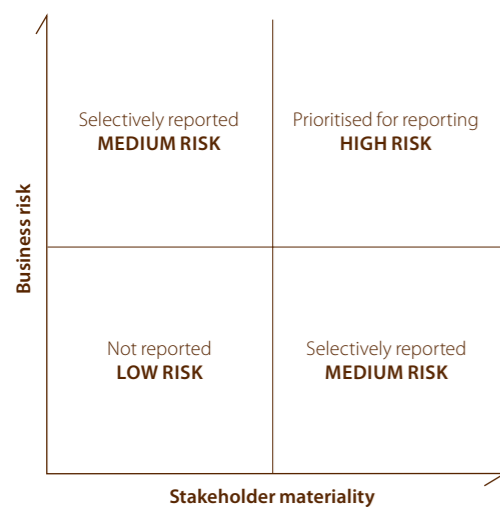 Selectively reported
MEDIUM RISK
Prioritised for reporting
HIGH RISK
Business risk
Not reported
LOW RISK
Selectively reported
MEDIUM RISK
Stakeholder materiality